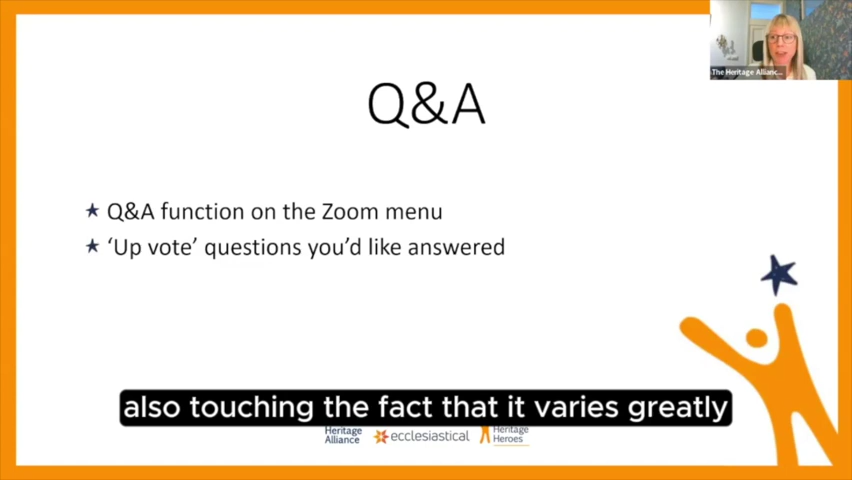 The Heritage Allianc...
Q&A
Q&A function on the Zoom menu
‘Up vote’ questions you’d like answered
also touching the fact that it varies greatly
Heritage
Alliance
ecclesiastical
Heritage
Heroes